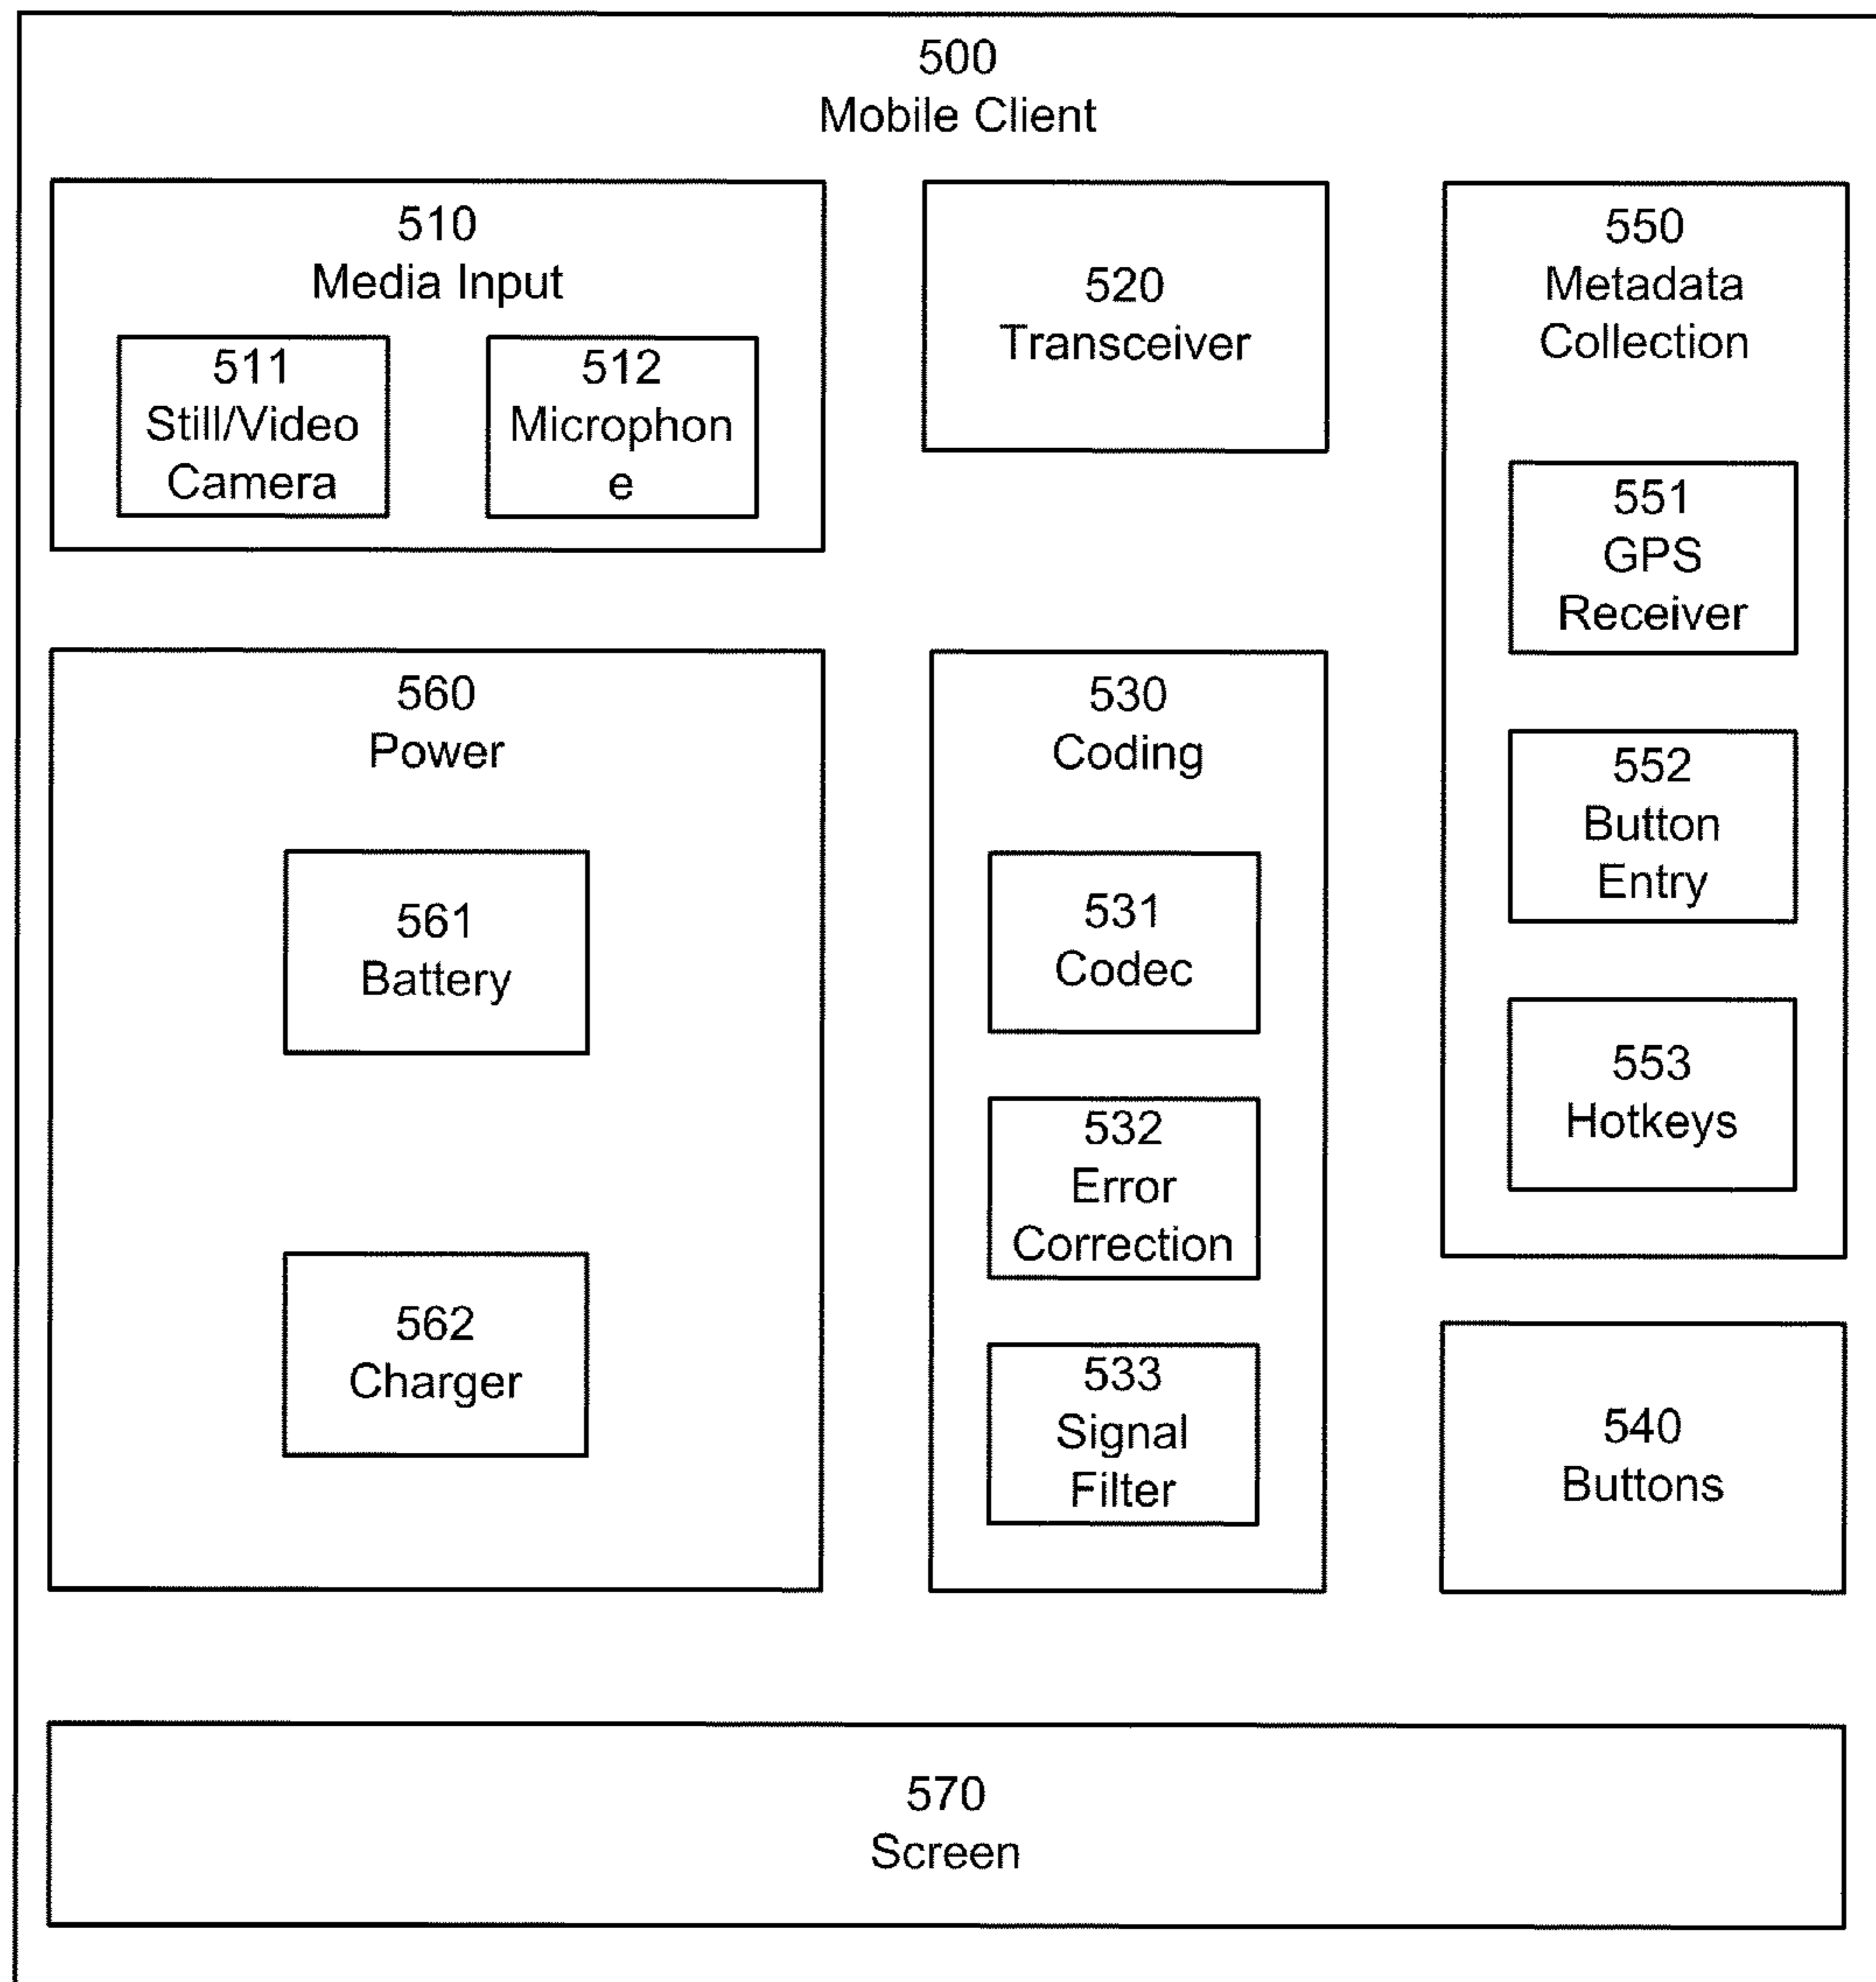 500
Mobile Client
510
Media Input
511
Still/Video
Camera
512
Microphon
e
520
Transceiver
550
Metadata
Collection
551
GPS
Receiver
552
Button
Entry
553
Hotkeys
560
Power
561
Battery
562
Charger
530
Coding
531
Codec
532
Error
Correction
533
Signal
Filter
540
Buttons
570
Screen